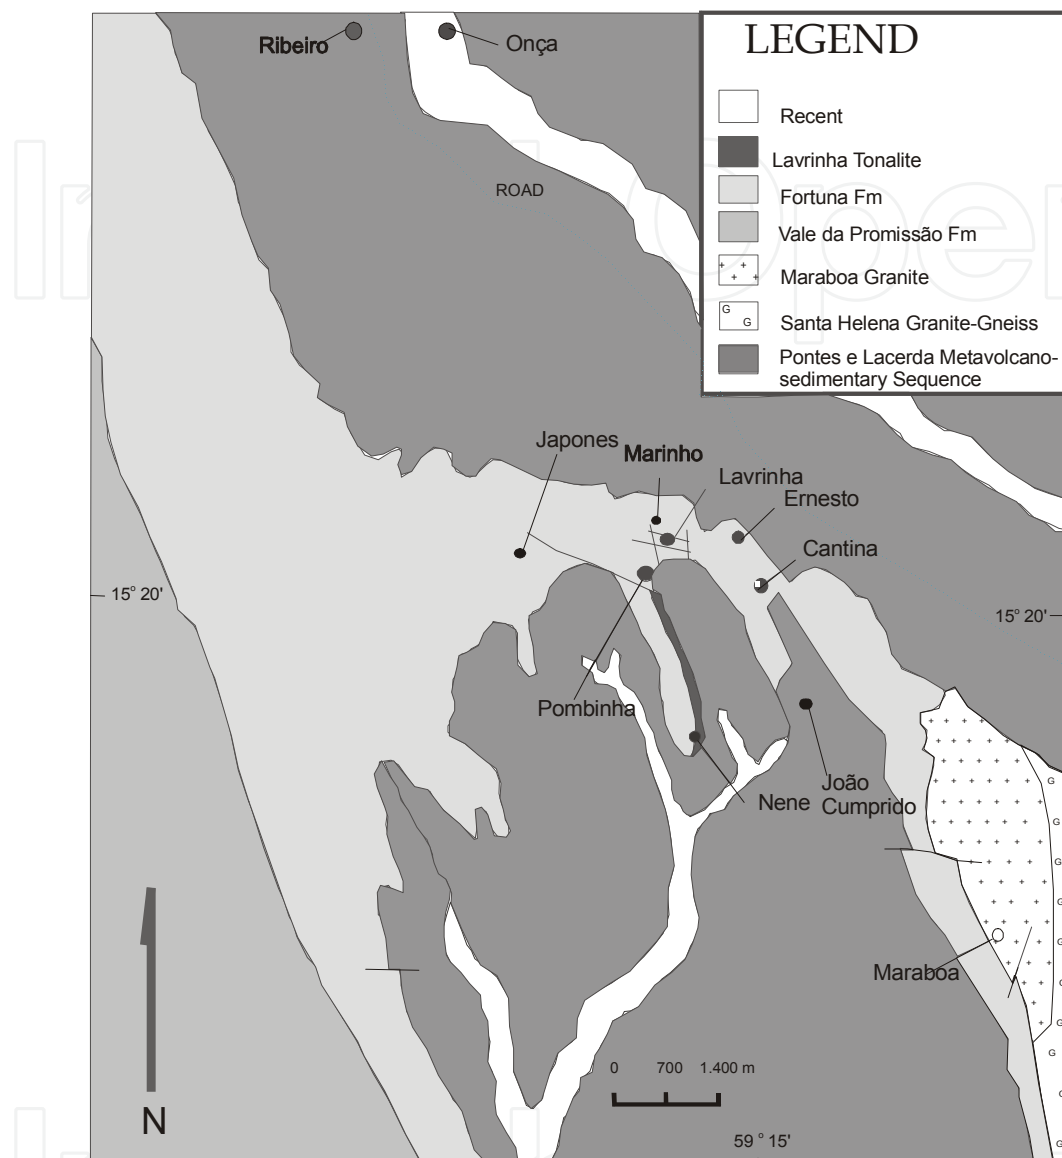 LEGEND
Recent
Lavrinha Tonalite
Fortuna Fm
Vale da Promissão Fm
Maraboa Granite
G
G
Santa Helena Granite-Gneiss
Pontes e Lacerda Metavolcano-
sedimentary Sequence
Ribeiro
Onça
ROAD
Japones
Marinho
Lavrinha
Ernesto
Cantina
15° 20'
15° 20'
Pombinha
Nene
João
Cumprido
Maraboa
G
G
G
G
G
G
G
G
G
G
N
0 700 1.400 m
59 ° 15'